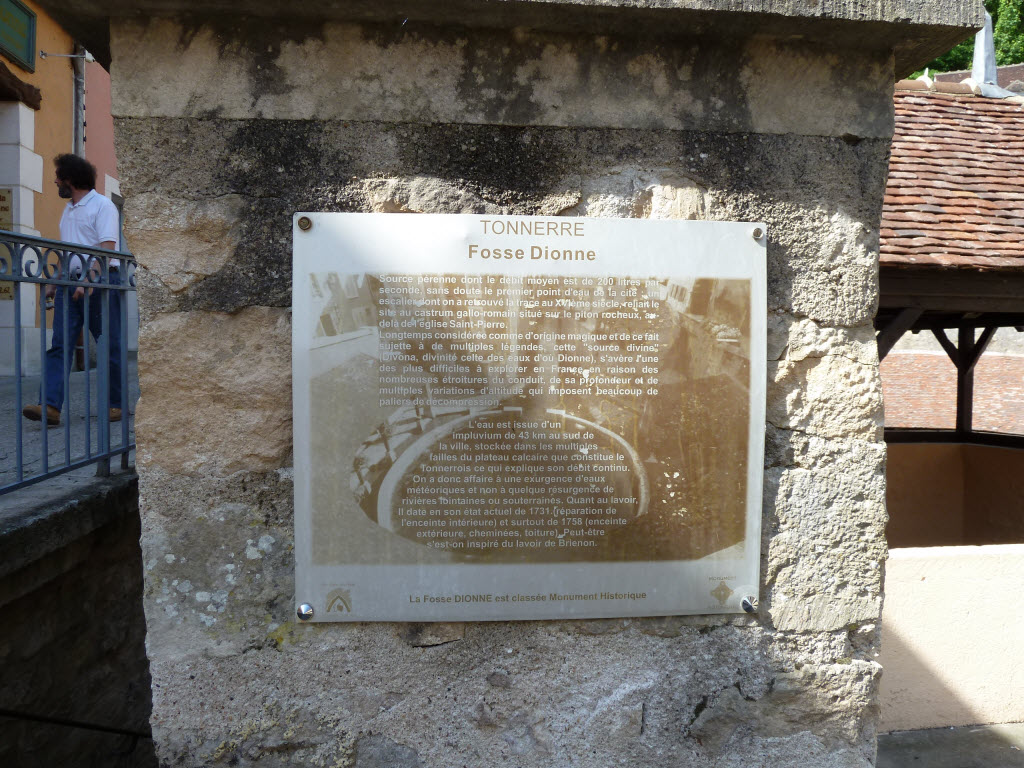 TONNERRE
Fosse Dionne
Source pérenne dont le débit moyen est de 200 litres par
seconde, sans doute le premier point d'eau de la cité ; un
escalier dont on a retrouvé la trace au XVIème siècle, reliait le
site au castrum gallo-romain situé sur le piton rocheux, au-
delà de l'église Saint-Pierre.
Longtemps considérée comme d'origine magique et de ce fait
sujette à de multiples légendes, cette "source divine",
(Divona, divinité celte des eaux d'où Dionne), s'avère l'une
des plus difficiles à explorer en France en raison des
nombreuses étroitures du conduit, de sa profondeur et de
multiples variations d'altitude qui imposent beaucoup de
paliers de décompression.
L'eau est issue d'un
impluvium de 43 km au sud de
la ville, stockée dans les multiples
failles du plateau calcaire que constitue le
Tonnerrois ce qui explique son débit continu.
On a donc affaire à une exurgence d'eaux
météoriques et non à quelque résurgence de
rivières lointaines ou souterraines. Quant au lavoir,
Il date en son état actuel de 1731.(réparation de
l'enceinte intérieure) et surtout de 1758 (enceinte
extérieure, cheminées, toiture). Peut-être
s'est-on inspiré du lavoir de Brienon.
La Fosse DIONNE est classée Monument Historique